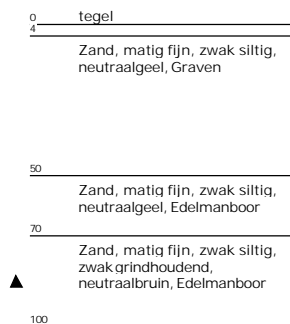 0 tegel
4
Zand, matig fijn, zwak siltig,
neutraalgeel, Graven
50
Zand, matig fijn, zwak siltig,
neutraalgeel, Edelmanboor
70
Zand, matig fijn, zwak siltig,
zwak grindhoudend,
neutraalbruin, Edelmanboor
100